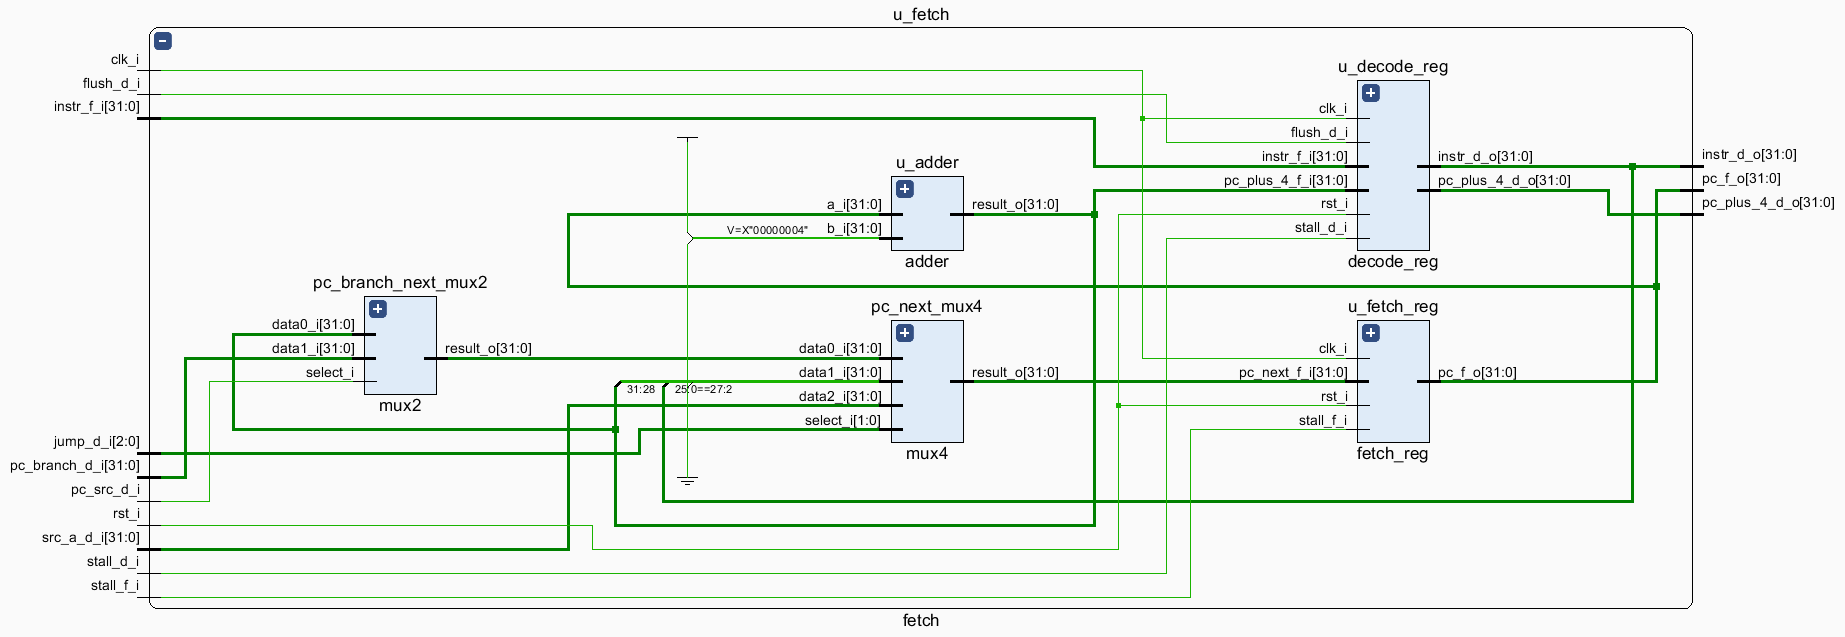 u_fetch
clk_i
flush_d_i
instr_f_i[31:0]
jump_d_i[2:0]
pc_branch_d_i[31:0]
pc_src_d_i
rst_i
src_a_d_i[31:0]
stall_d_i
stall_f_i
pc_branch_next_mux2
data0_i[31:0]
data1_i[31:0]
select_i
result_o[31:0]
mux2
u_adder
a_i[31:0]
V=X"00000004"
b_i[31:0]
result_o[31:0]
adder
pc_next_mux4
data0_i[31:0]
data1_i[31:0]
31:28
25:0==27:2
data2_i[31:0]
select_i[1:0]
result_o[31:0]
mux4
u_decode_reg
clk_i
flush_d_i
instr_f_i[31:0]
pc_plus_4_f_i[31:0]
rst_i
stall_d_i
instr_d_o[31:0]
pc_plus_4_d_o[31:0]
decode_reg
u_fetch_reg
clk_i
pc_next_f_i[31:0]
rst_i
stall_f_i
pc_f_o[31:0]
fetch_reg
instr_d_o[31:0]
pc_f_o[31:0]
pc_plus_4_d_o[31:0]
fetch